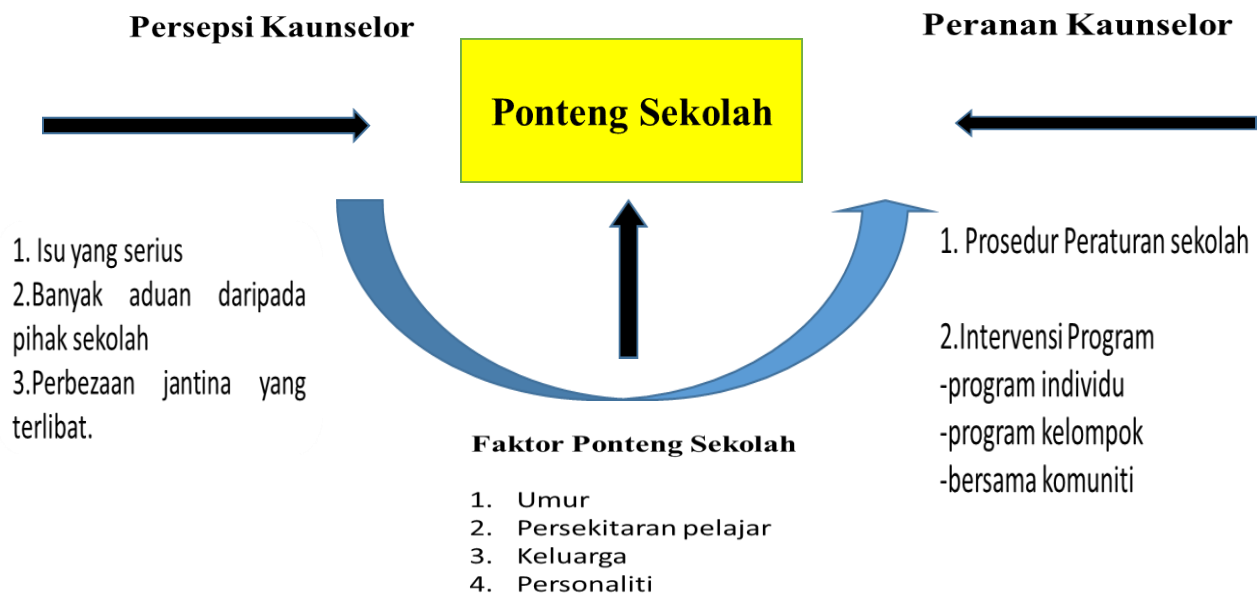 Persepsi Kaunselor
Ponteng Sekolah
Peranan Kaunselor
1. Isu yang serius
2.Banyak aduan daripada
pihak sekolah
3.Perbezaan jantina yang
terlibat.
Faktor Ponteng Sekolah
1. Umur
2. Persekitaran pelajar
3. Keluarga
4. Personaliti
1. Prosedur Peraturan sekolah
2.Intervensi Program
-program individu
-program kelompok
-bersama komuniti